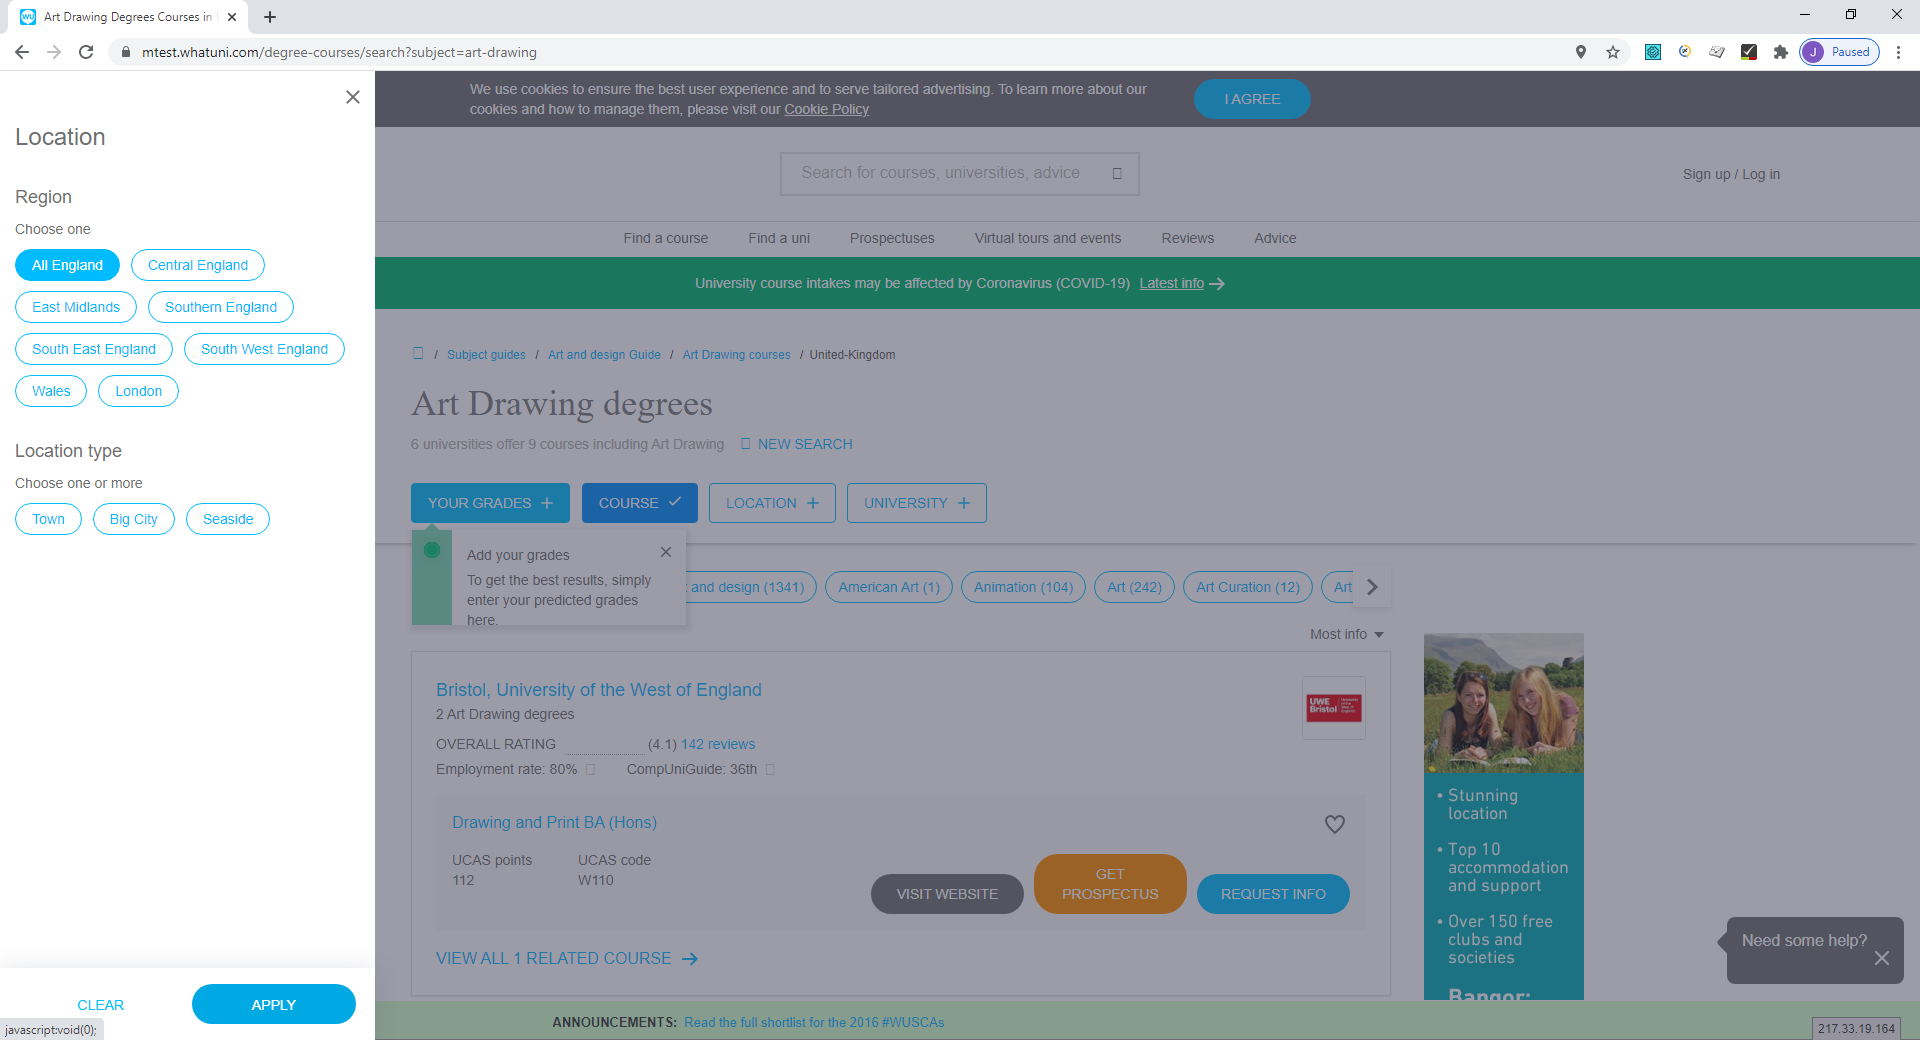 Art Drawing Degrees Courses in
mtest.whatuni.com/degree-courses/search?subject=art-drawing
J Paused
Location
Region
Choose one
All England
Central England
East Midlands
Southern England
South East England
South West England
Wales
London
Location type
Choose one or more
Town
Big City
Seaside
CLEAR
APPLY
javascript:void(0);
We use cookies to ensure the best user experience and to serve tailored advertising. To learn more about our
cookies and how to manage them, please visit our Cookie Policy
I AGREE
Search for courses, universities, advice
Sign up / Log in
Find a course
Find a uni
Prospectuses
Virtual tours and events
Reviews
Advice
University course intakes may be affected by Coronavirus (COVID-19) Latest info
/ Subject guides / Art and design Guide / Art Drawing courses / United-Kingdom
Art Drawing degrees
6 universities offer 9 courses including Art Drawing
NEW SEARCH
YOUR GRADES
COURSE
LOCATION
UNIVERSITY
Add your grades
To get the best results, simply
enter your predicted grades
here.
and design (1341)
American Art (1)
Animation (104)
Art (242)
Art Curation (12)
Art
Most info
Bristol, University of the West of England
2 Art Drawing degrees
OVERALL RATING (4.1) 142 reviews
Employment rate: 80%
CompUniGuide: 36th
UWE
Bristol
Drawing and Print BA (Hons)
UCAS points
112
UCAS code
W110
VISIT WEBSITE
GET
PROSPECTUS
REQUEST INFO
VIEW ALL 1 RELATED COURSE
• Stunning
location
• Top 10
accommodation
and support
• Over 150 free
clubs and
societies
Bangor:
Need some help?
ANNOUNCEMENTS: Read the full shortlist for the 2016 #WUSCAs
217.33.19.164